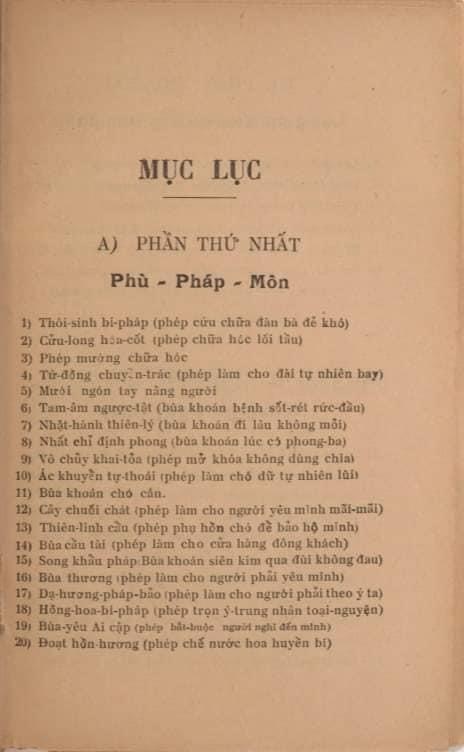 MỤC LỤC
A) PHẦN THỨ NHẤT
Phù - Pháp - Môn
1) Thôi-sinh bí-pháp (phép cứu chữa đàn bà đẻ khó)
2) Cửu-long hóa-cốt (phép chữa hóc lối tầu)
3) Phép mường chữa hóc
4) Tứ-đồng chuyển-trác (phép làm cho đài tự nhiên bay)
5) Mười ngón tay nâng người
6) Tam-âm ngược-tật (bùa khoán bệnh sốt-rét rức-đầu)
7) Nhật-hành thiên-lý (bùa khoán đi lâu không mỏi)
8) Nhất chỉ định phong (bùa khoán lúc có phong-ba)
9) Vô chũy khai-tỏa (phép mở khóa không dùng chìa)
10) Ác khuyển tự-thoái (phép làm chó dữ tự nhiên lùi)
11) Bùa khoán chó cắn.
12) Cây chuối chát (phép làm cho người yêu mình mãi-mãi)
13) Thiên-linh cầu (phép phụ hồn chó để bảo hộ mình)
14) Bùa cầu tài (phép làm cho cửa hàng đông khách)
15) Song khẩu pháp (Bùa khoán siên kim qua đùi không đau)
16) Bùa thương (phép làm cho người phải yêu mình)
17) Dạ-hương-pháp-bảo (phép làm cho người phải theo ý ta)
18) Hồng-hoa-bí-pháp (phép trọn ý-trung nhân toại-nguyện)
19) Bùa-yêu Ai cập (phép bắt-buộc người nghĩ đến mình)
20) Đoạt hồn-hương (phép chế nước hoa huyền bí)